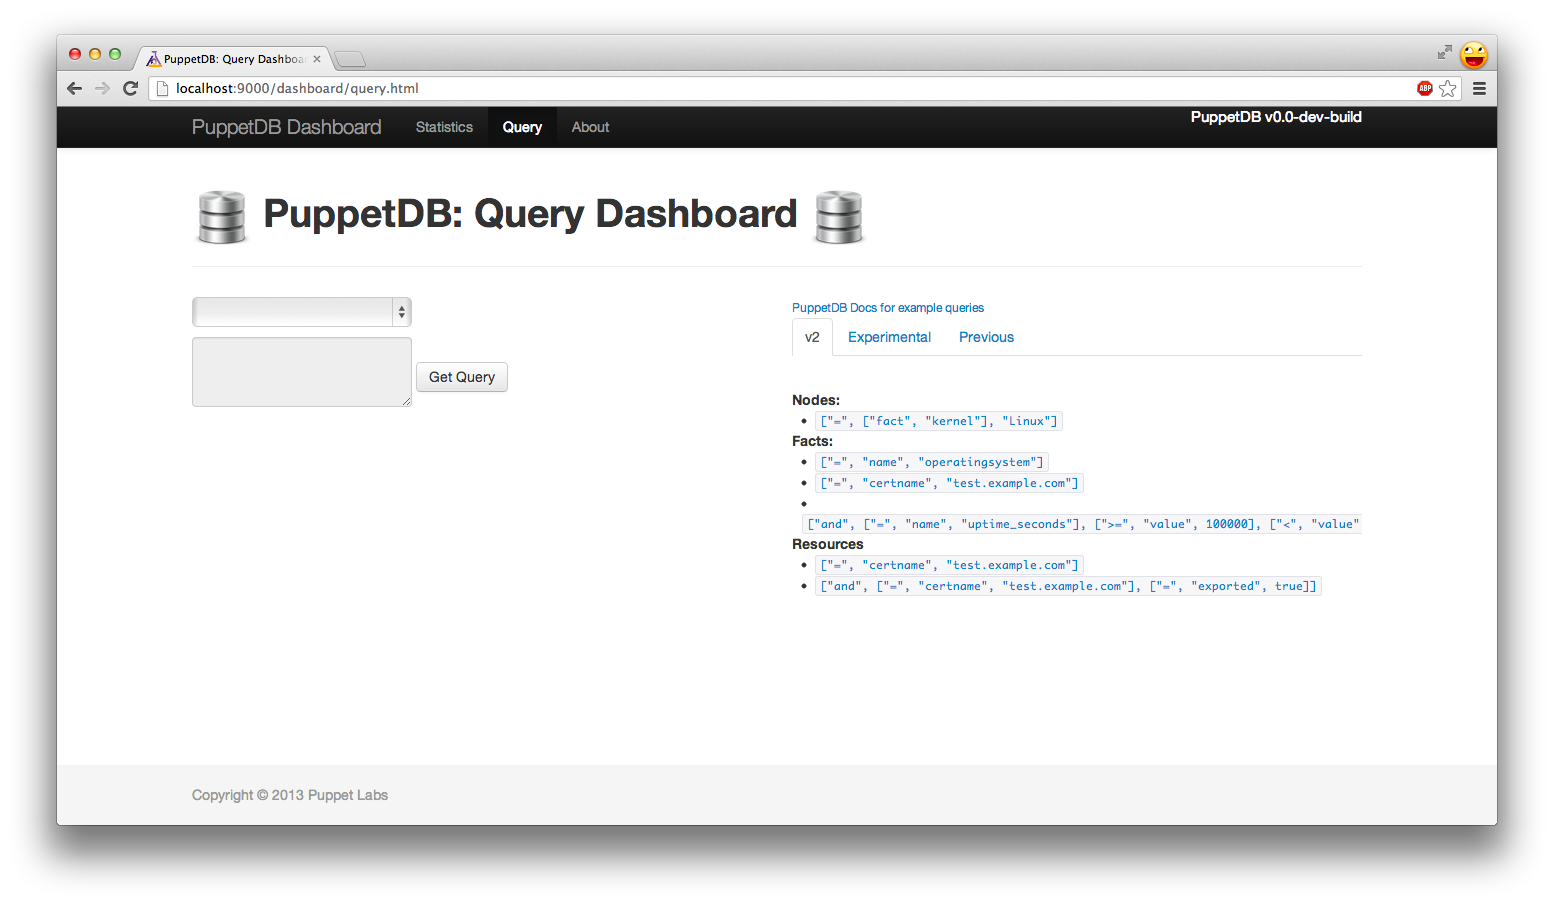 PuppetDB: Query Dashboa
localhost:9000/dashboard/query.html
ABP
PuppetDB Dashboard Statistics Query About PuppetDB v0.0-dev-build
PuppetDB: Query Dashboard
PuppetDB Docs for example queries
v2 Experimental Previous
Get Query
Nodes:
["=", ["fact", "kernel"], "Linux"]
Facts:
["=", "name", "operatingsystem"]
["=", "certname", "test.example.com"]
["and", ["=", "name", "uptime_seconds"], [">=", "value", 100000], ["<", "value"
Resources
["=", "certname", "test.example.com"]
["and", ["=", "certname", "test.example.com"], ["=", "exported", true]]
Copyright © 2013 Puppet Labs